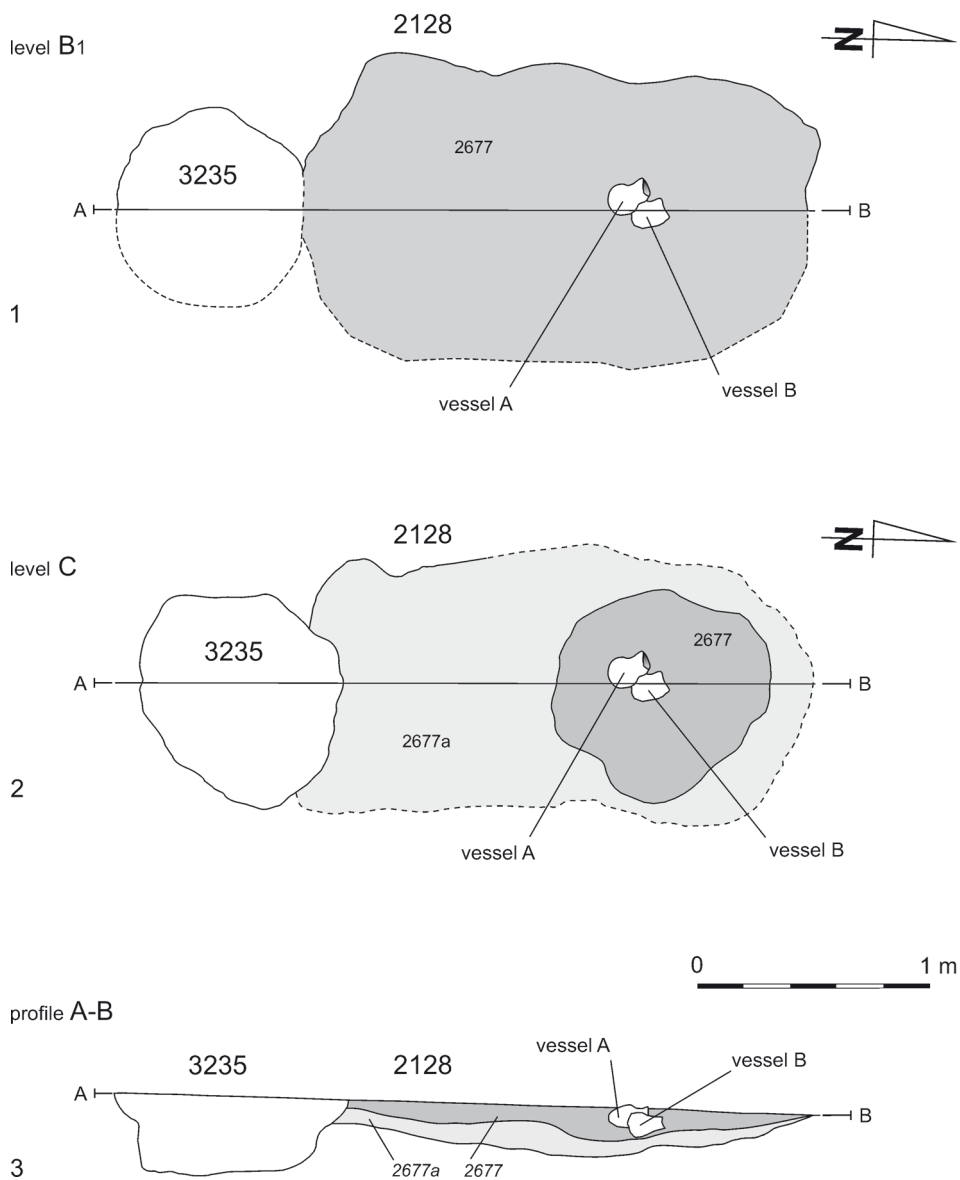 level B1
2128
N
2677
3235
A
B
1
vessel A
vessel B
level C
2128
N
3235
2677
A
B
2677a
2
vessel A
vessel B
0 1 m
profile A-B
3235
2128
vessel A
vessel B
A
B
3
2677a 2677